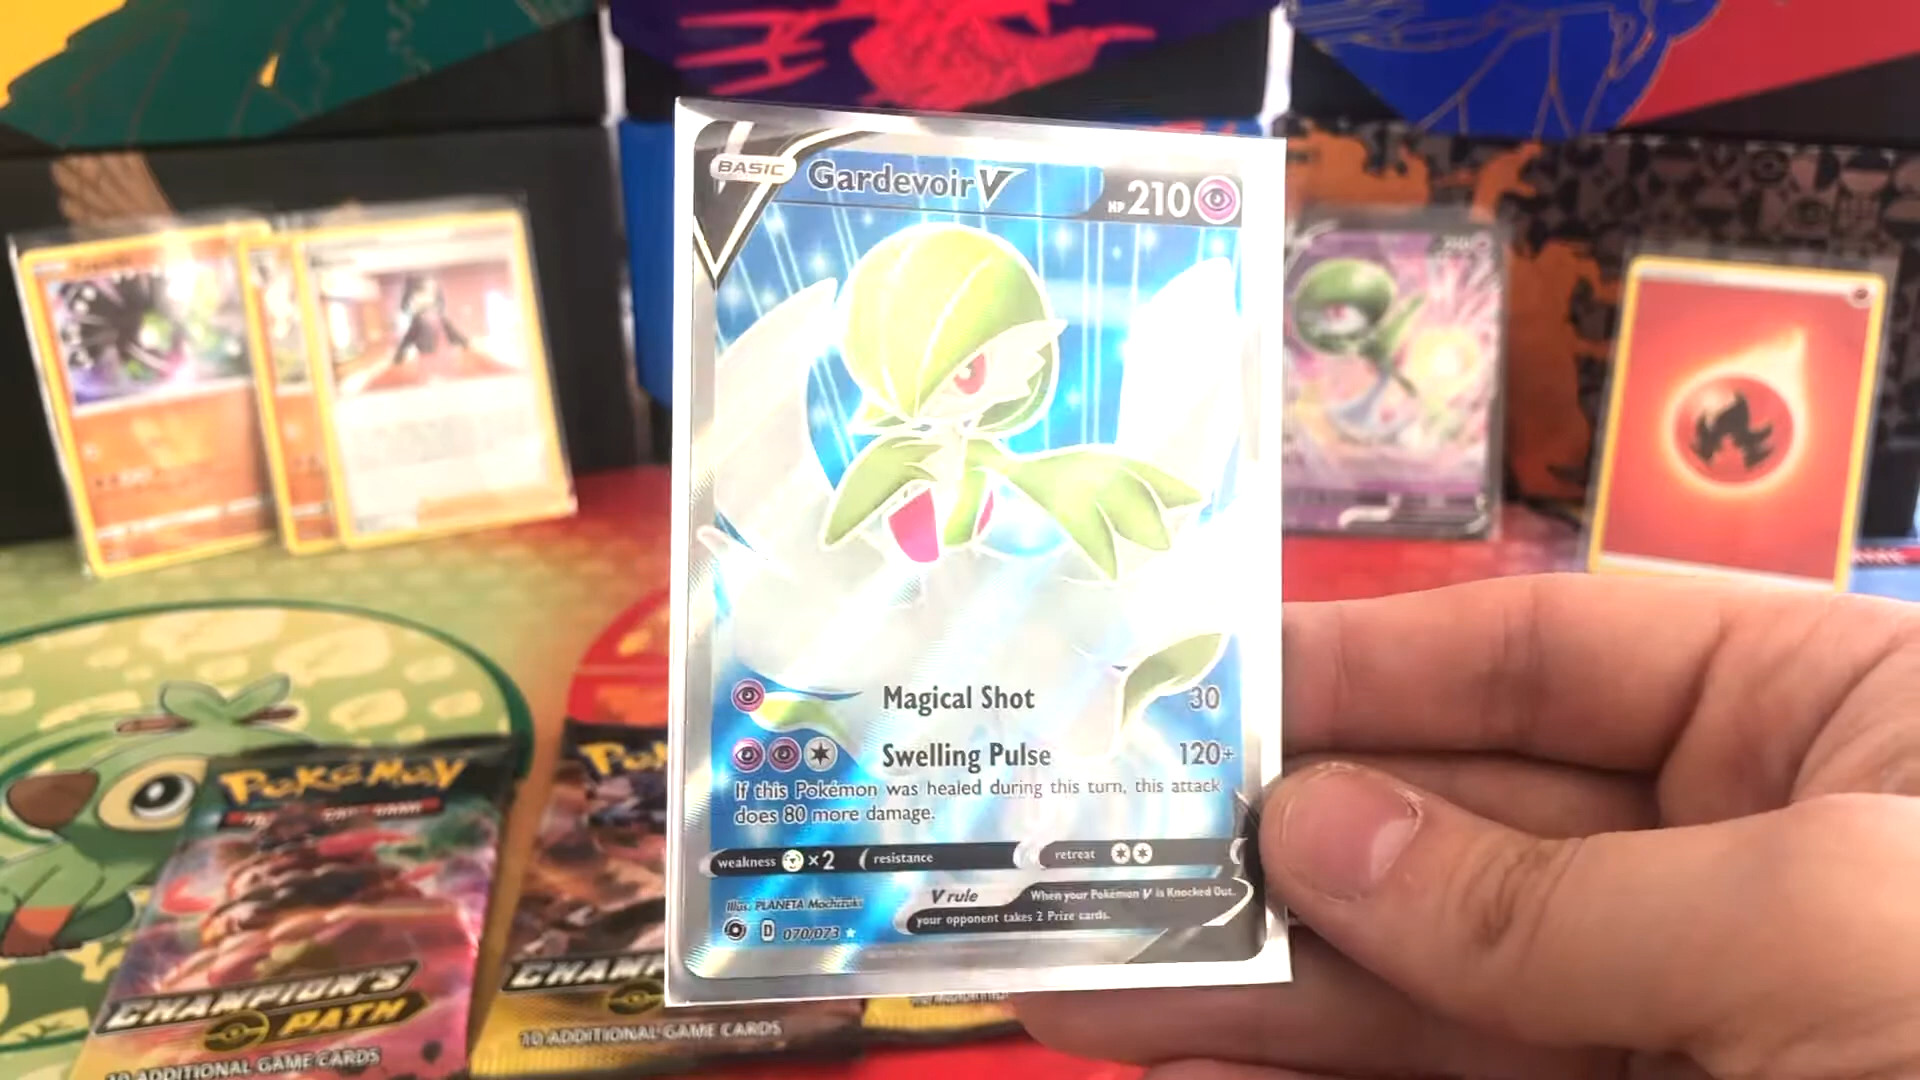 BASIC
Gardevoir V
HP 210
Magical Shot 30
Swelling Pulse 120+
If this Pokémon was healed during this turn, this attack
does 80 more damage.
weakness ×2 resistance retreat
V rule When your Pokémon V is Knocked Out,
your opponent takes 2 Prize cards.
Illus. PLANETA Mochizuki
D 070/073
POKéMON
CHAMPION'S
PATH
10 ADDITIONAL GAME CARDS
10 ADDITIONAL GAME CARDS